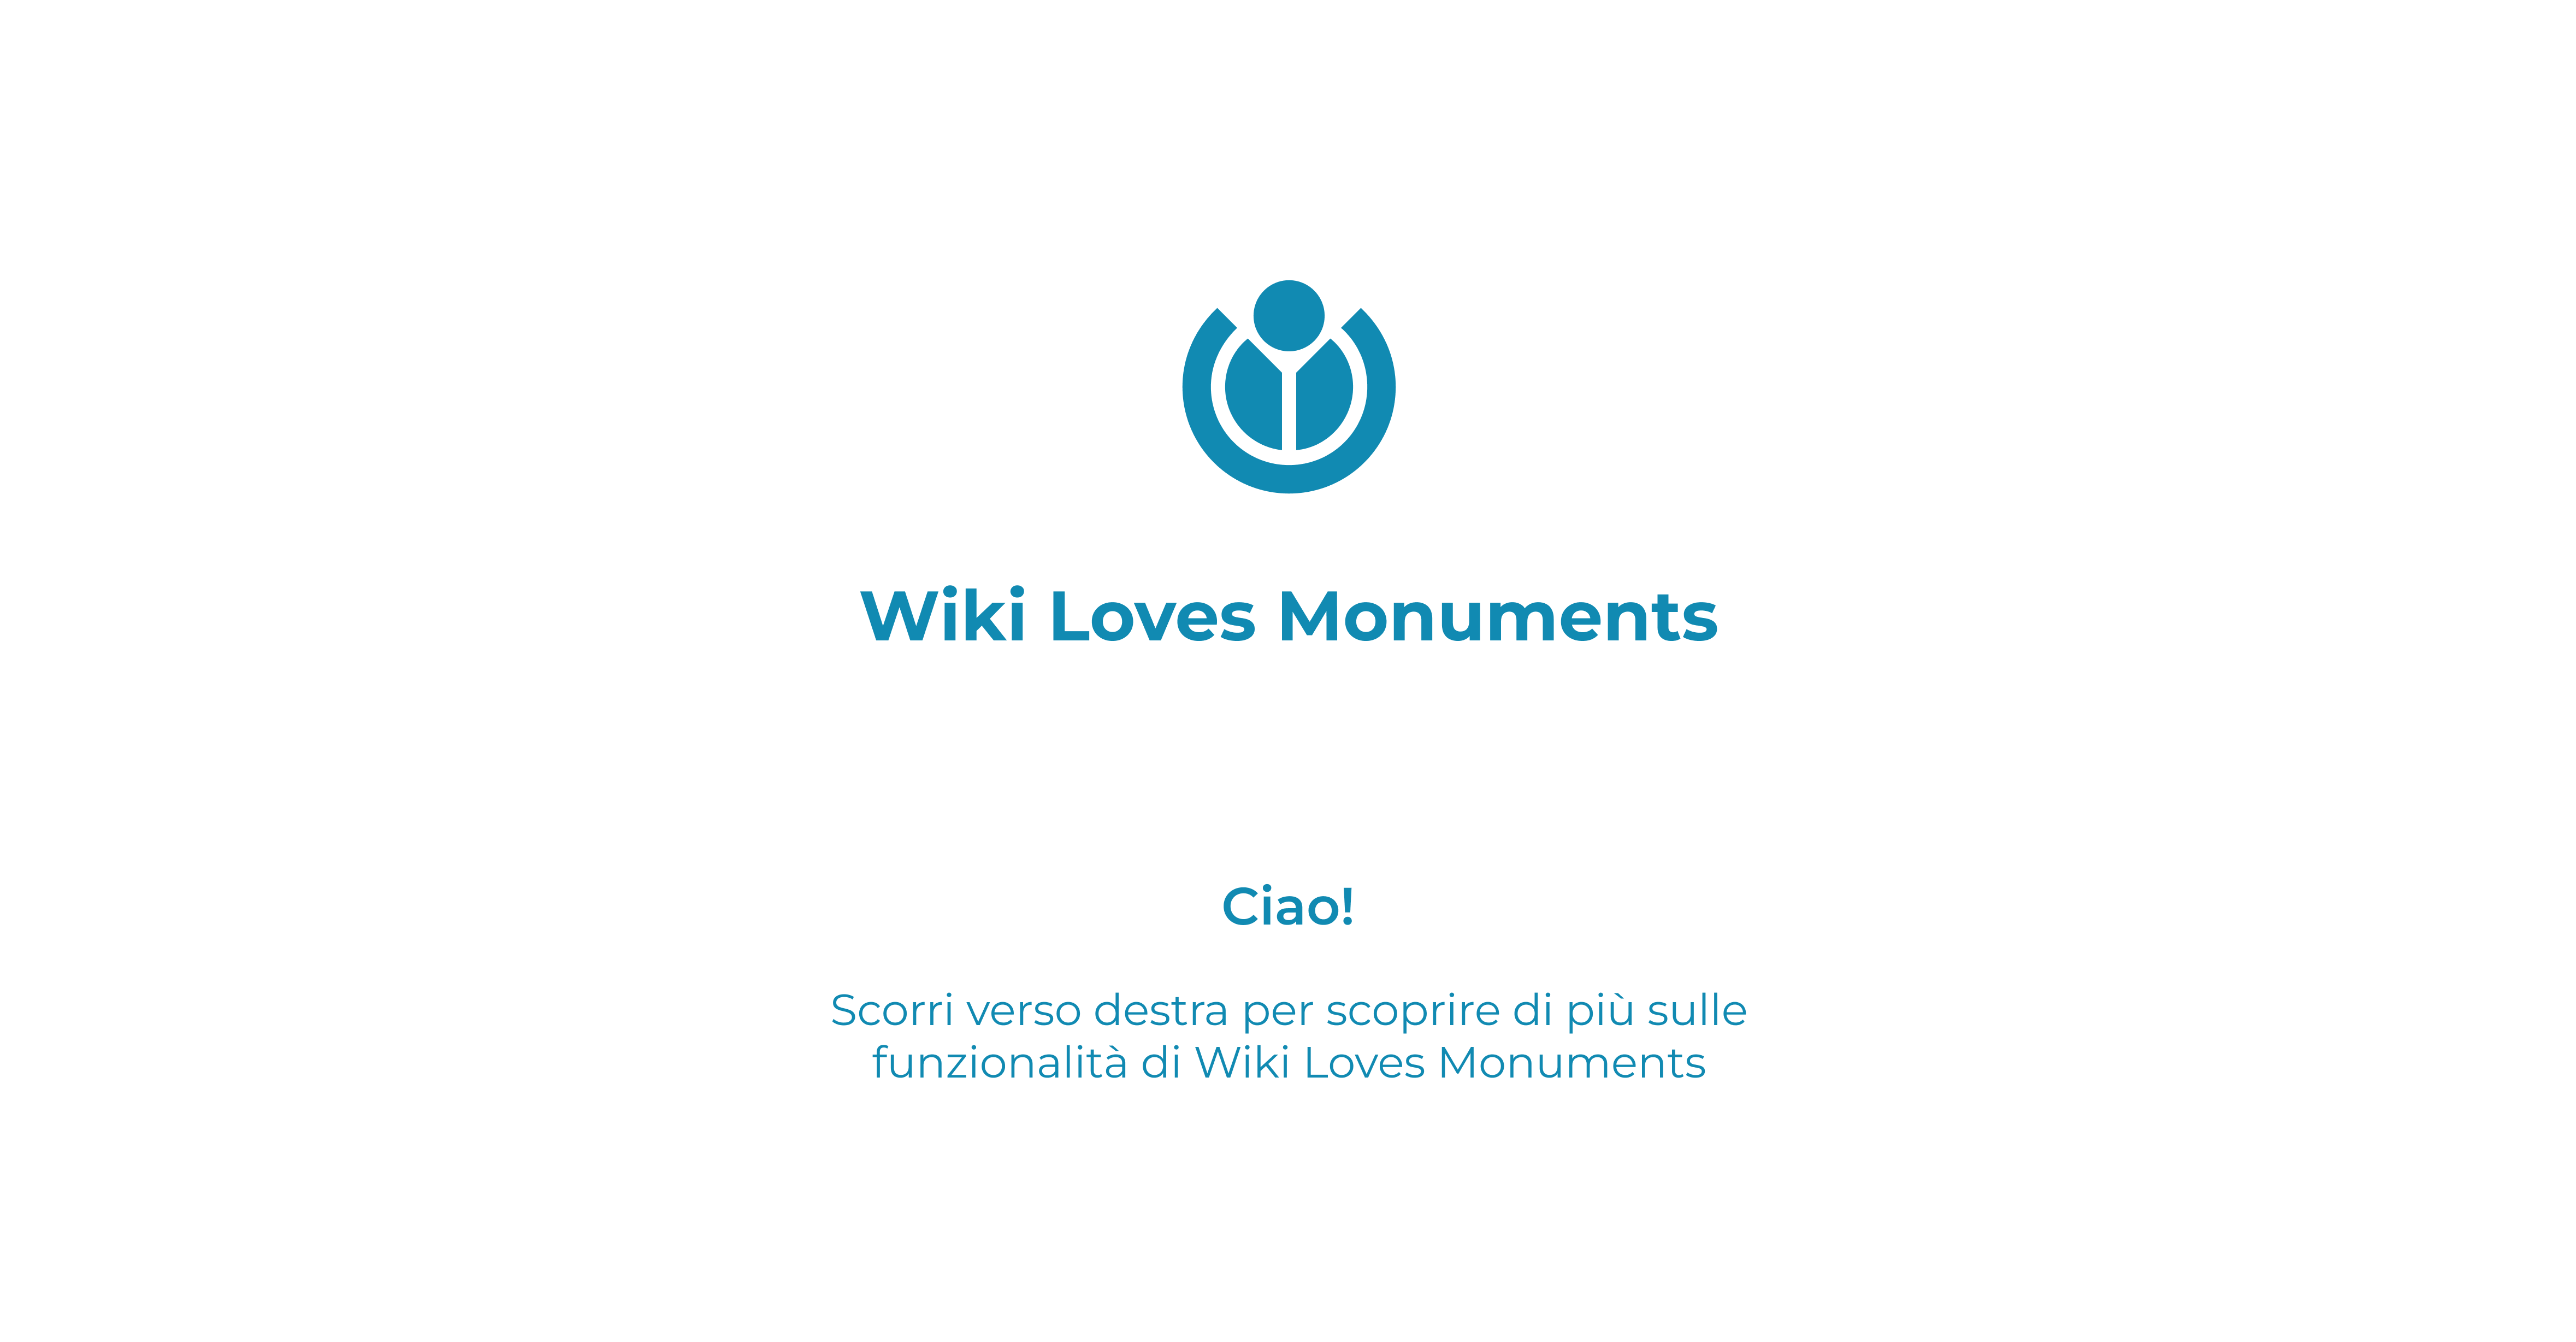 Wiki Loves Monuments
Ciao!
Scorri verso destra per scoprire di più sulle
funzionalità di Wiki Loves Monuments